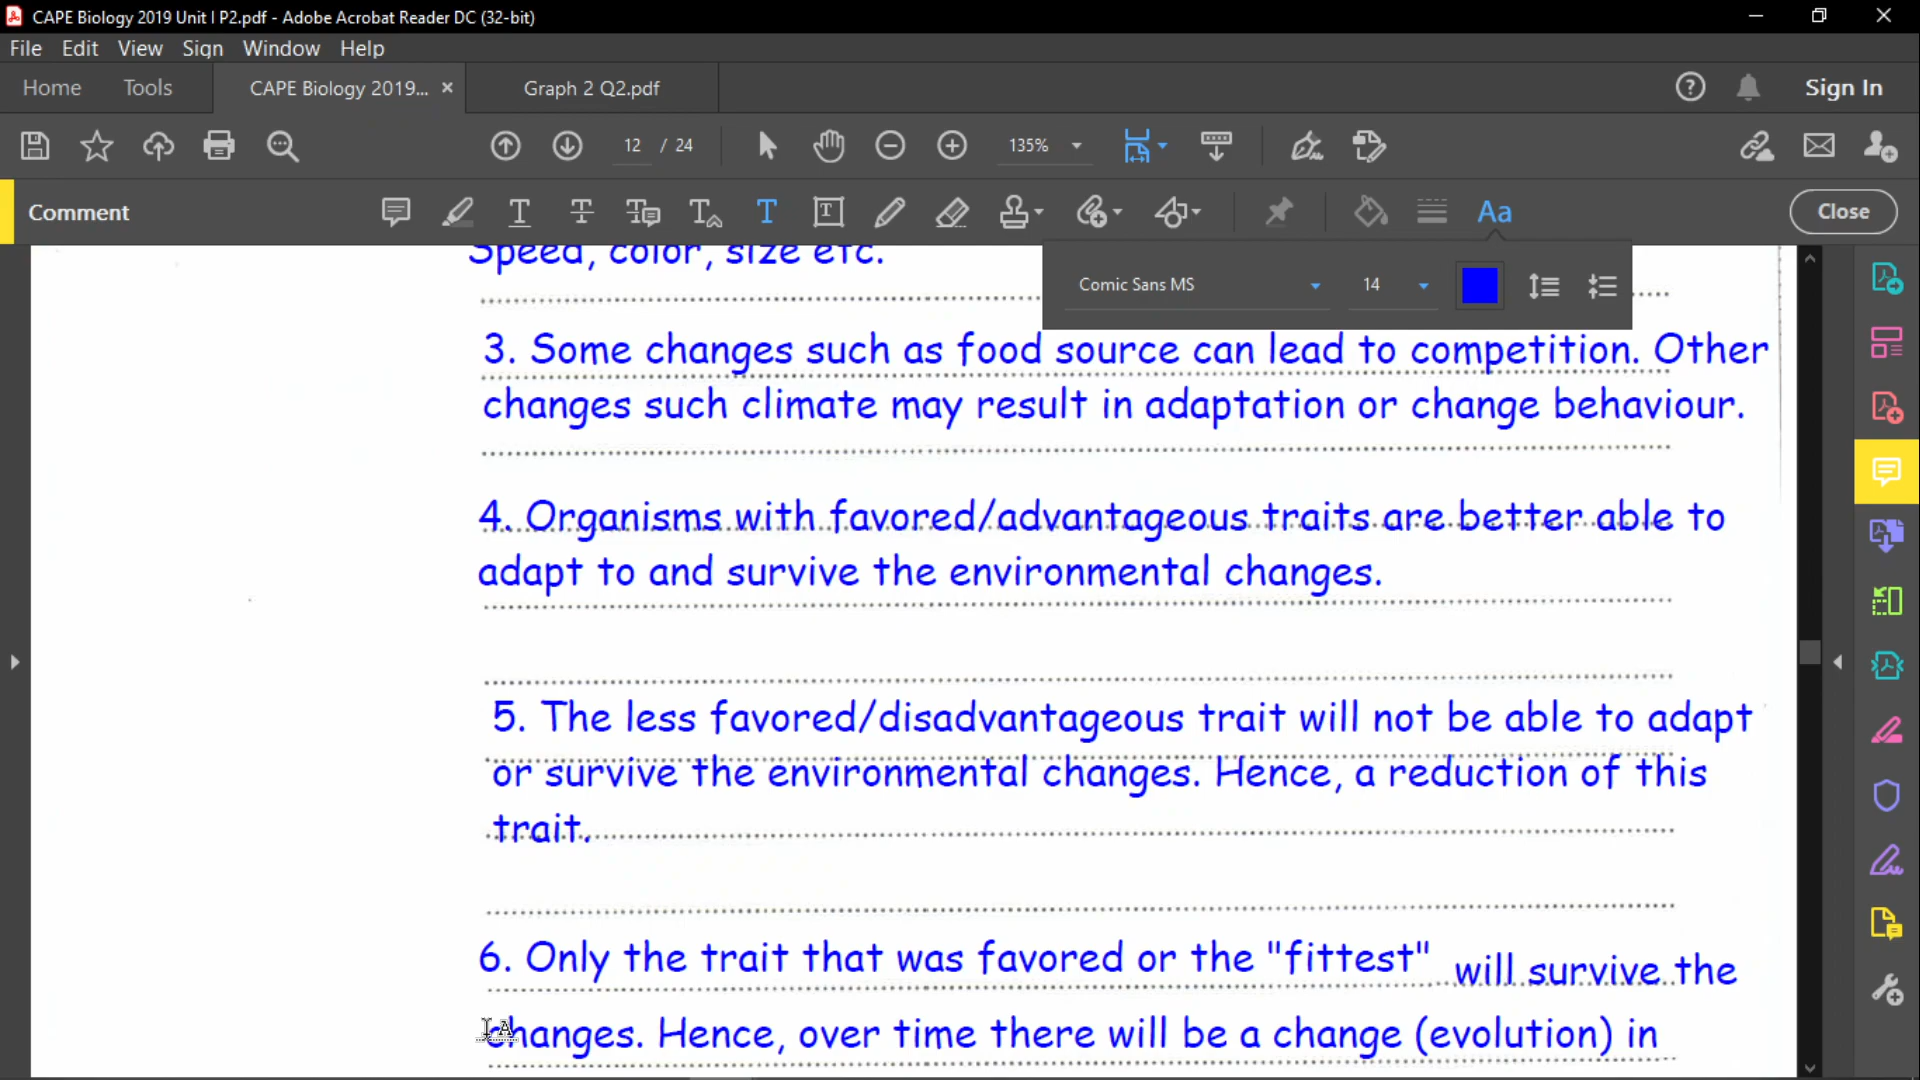 CAPE Biology 2019 Unit I P2.pdf - Adobe Acrobat Reader DC (32-bit)
File Edit View Sign Window Help
Home Tools CAPE Biology 2019... × Graph 2 Q2.pdf Sign In
12 / 24 135%
Comment Close
Speed, color, size etc.
Comic Sans MS 14
3. Some changes such as food source can lead to competition. Other
changes such climate may result in adaptation or change behaviour.
4. Organisms with favored/advantageous traits are better able to
adapt to and survive the environmental changes.
5. The less favored/disadvantageous trait will not be able to adapt
or survive the environmental changes. Hence, a reduction of this
trait.
6. Only the trait that was favored or the "fittest" will survive the
changes. Hence, over time there will be a change (evolution) in